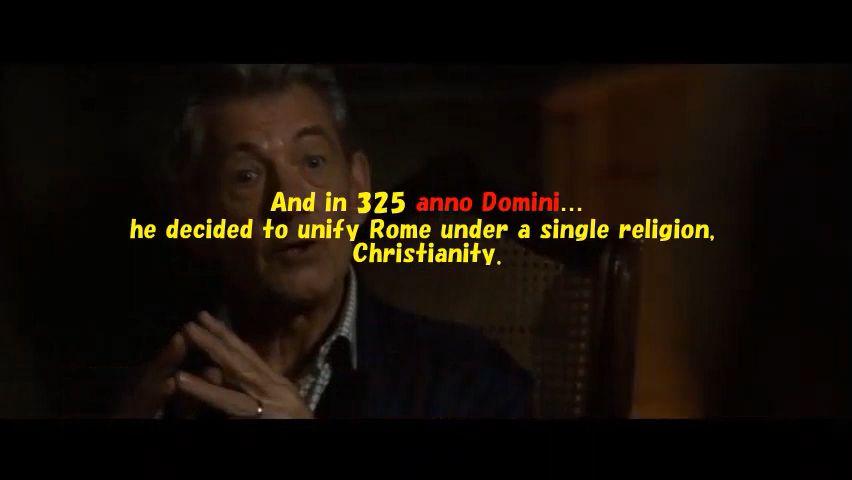 And in 325 anno Domini...
he decided to unify Rome under a single religion,
Christianity.